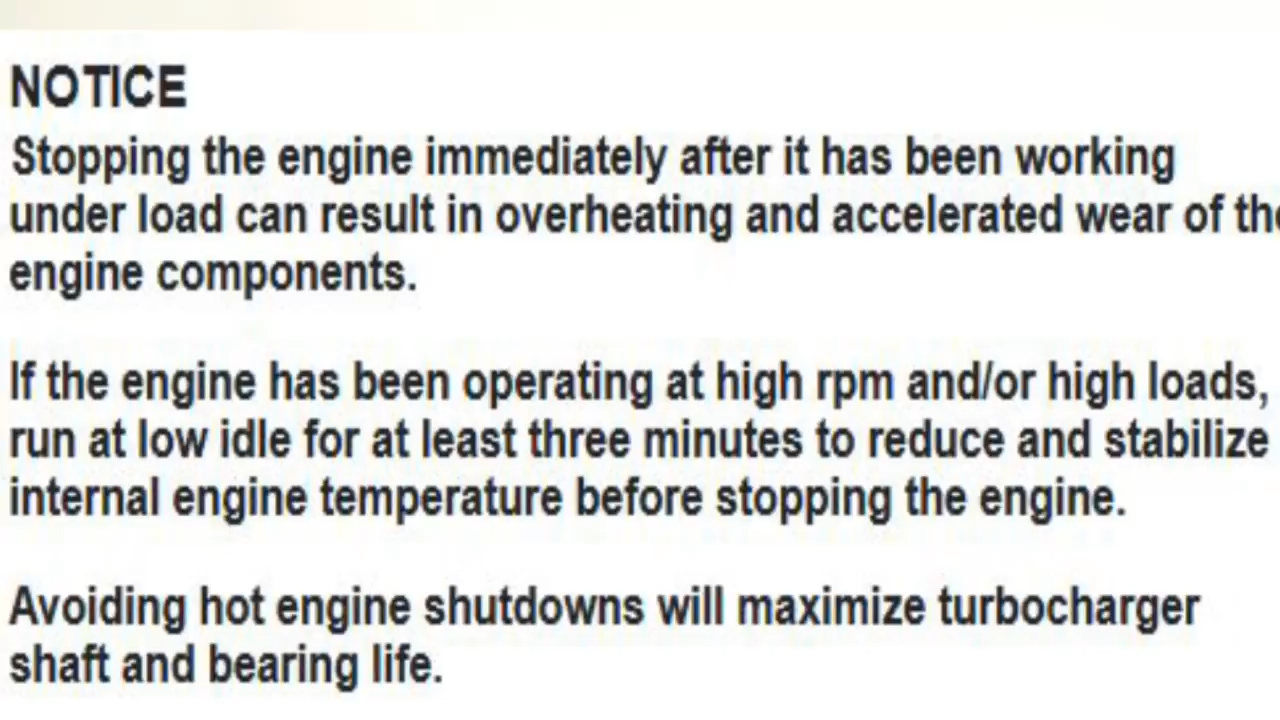 NOTICE
Stopping the engine immediately after it has been working
under load can result in overheating and accelerated wear of the
engine components.
If the engine has been operating at high rpm and/or high loads,
run at low idle for at least three minutes to reduce and stabilize
internal engine temperature before stopping the engine.
Avoiding hot engine shutdowns will maximize turbocharger
shaft and bearing life.